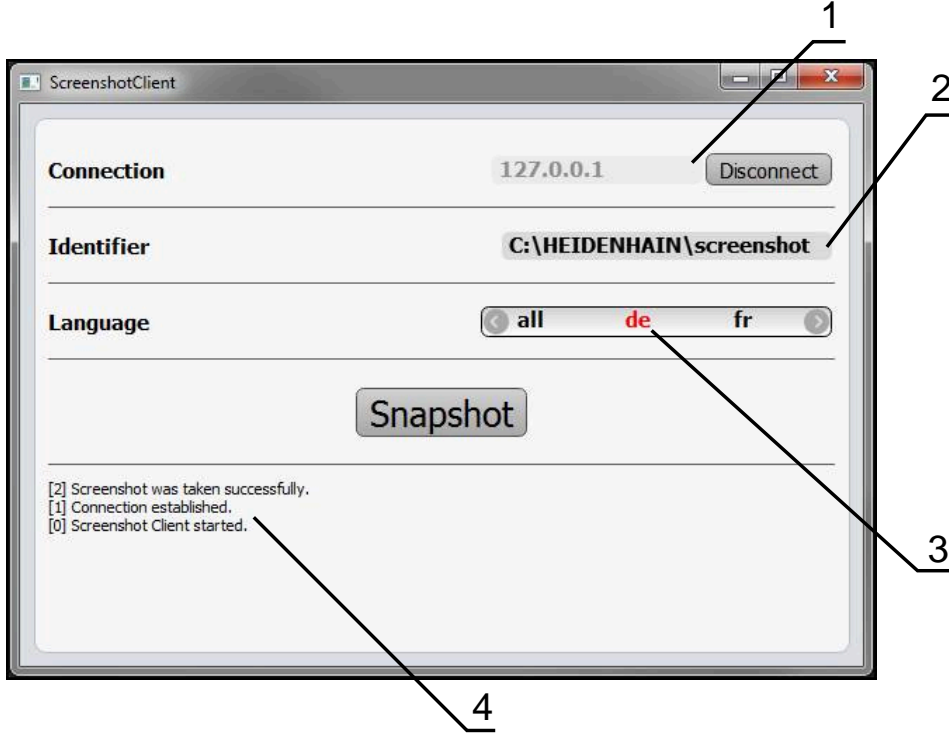 1
ScreenshotClient
2
Connection 127.0.0.1 Disconnect
Identifier C:\HEIDENHAIN\screenshot
Language all de fr
Snapshot
[2] Screenshot was taken successfully.
[1] Connection established.
[0] Screenshot Client started.
3
4